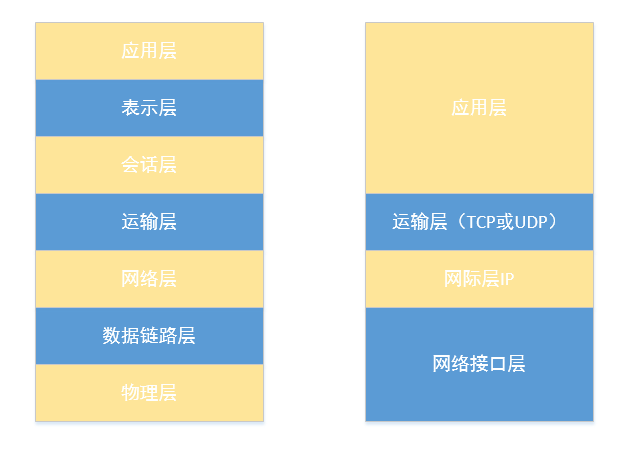 应用层
表示层
会话层
运输层
网络层
数据链路层
物理层
应用层
运输层（TCP或UDP）
网际层IP
网络接口层